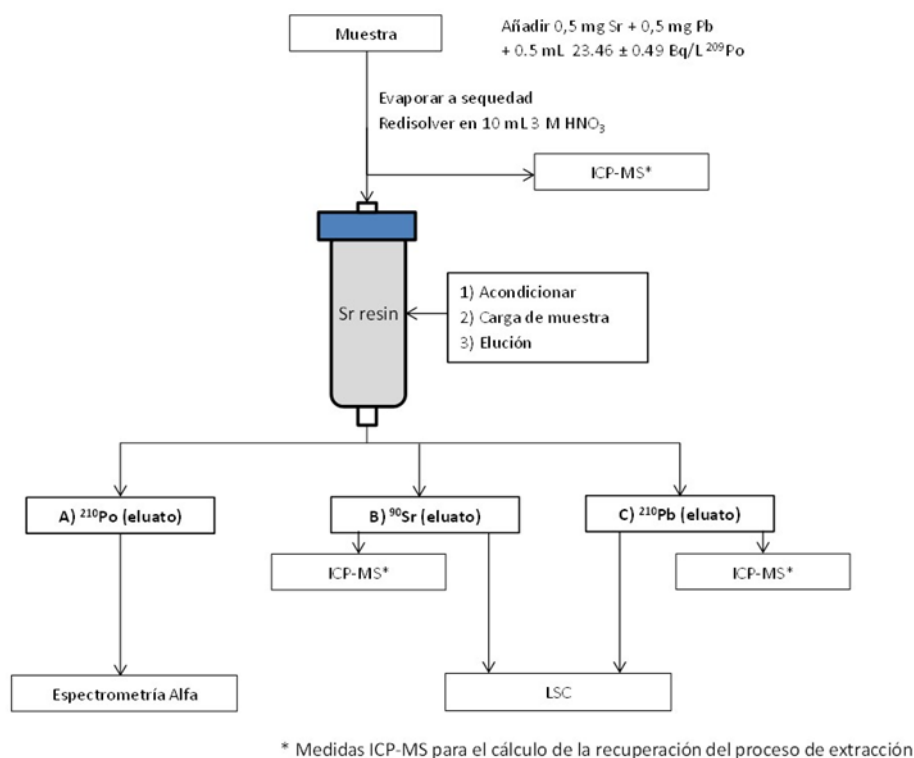 Muestra
Añadir 0,5 mg Sr + 0,5 mg Pb
+ 0.5 mL 23.46 ± 0.49 Bq/L ²⁰⁹Po
Evaporar a sequedad
Redisolver en 10 mL 3 M HNO₃
ICP-MS*
Sr resin
1) Acondicionar
2) Carga de muestra
3) Elución
A) ²¹⁰Po (eluato)
B) ⁹⁰Sr (eluato)
C) ²¹⁰Pb (eluato)
ICP-MS*
ICP-MS*
Espectrometría Alfa
LSC
* Medidas ICP-MS para el cálculo de la recuperación del proceso de extracción